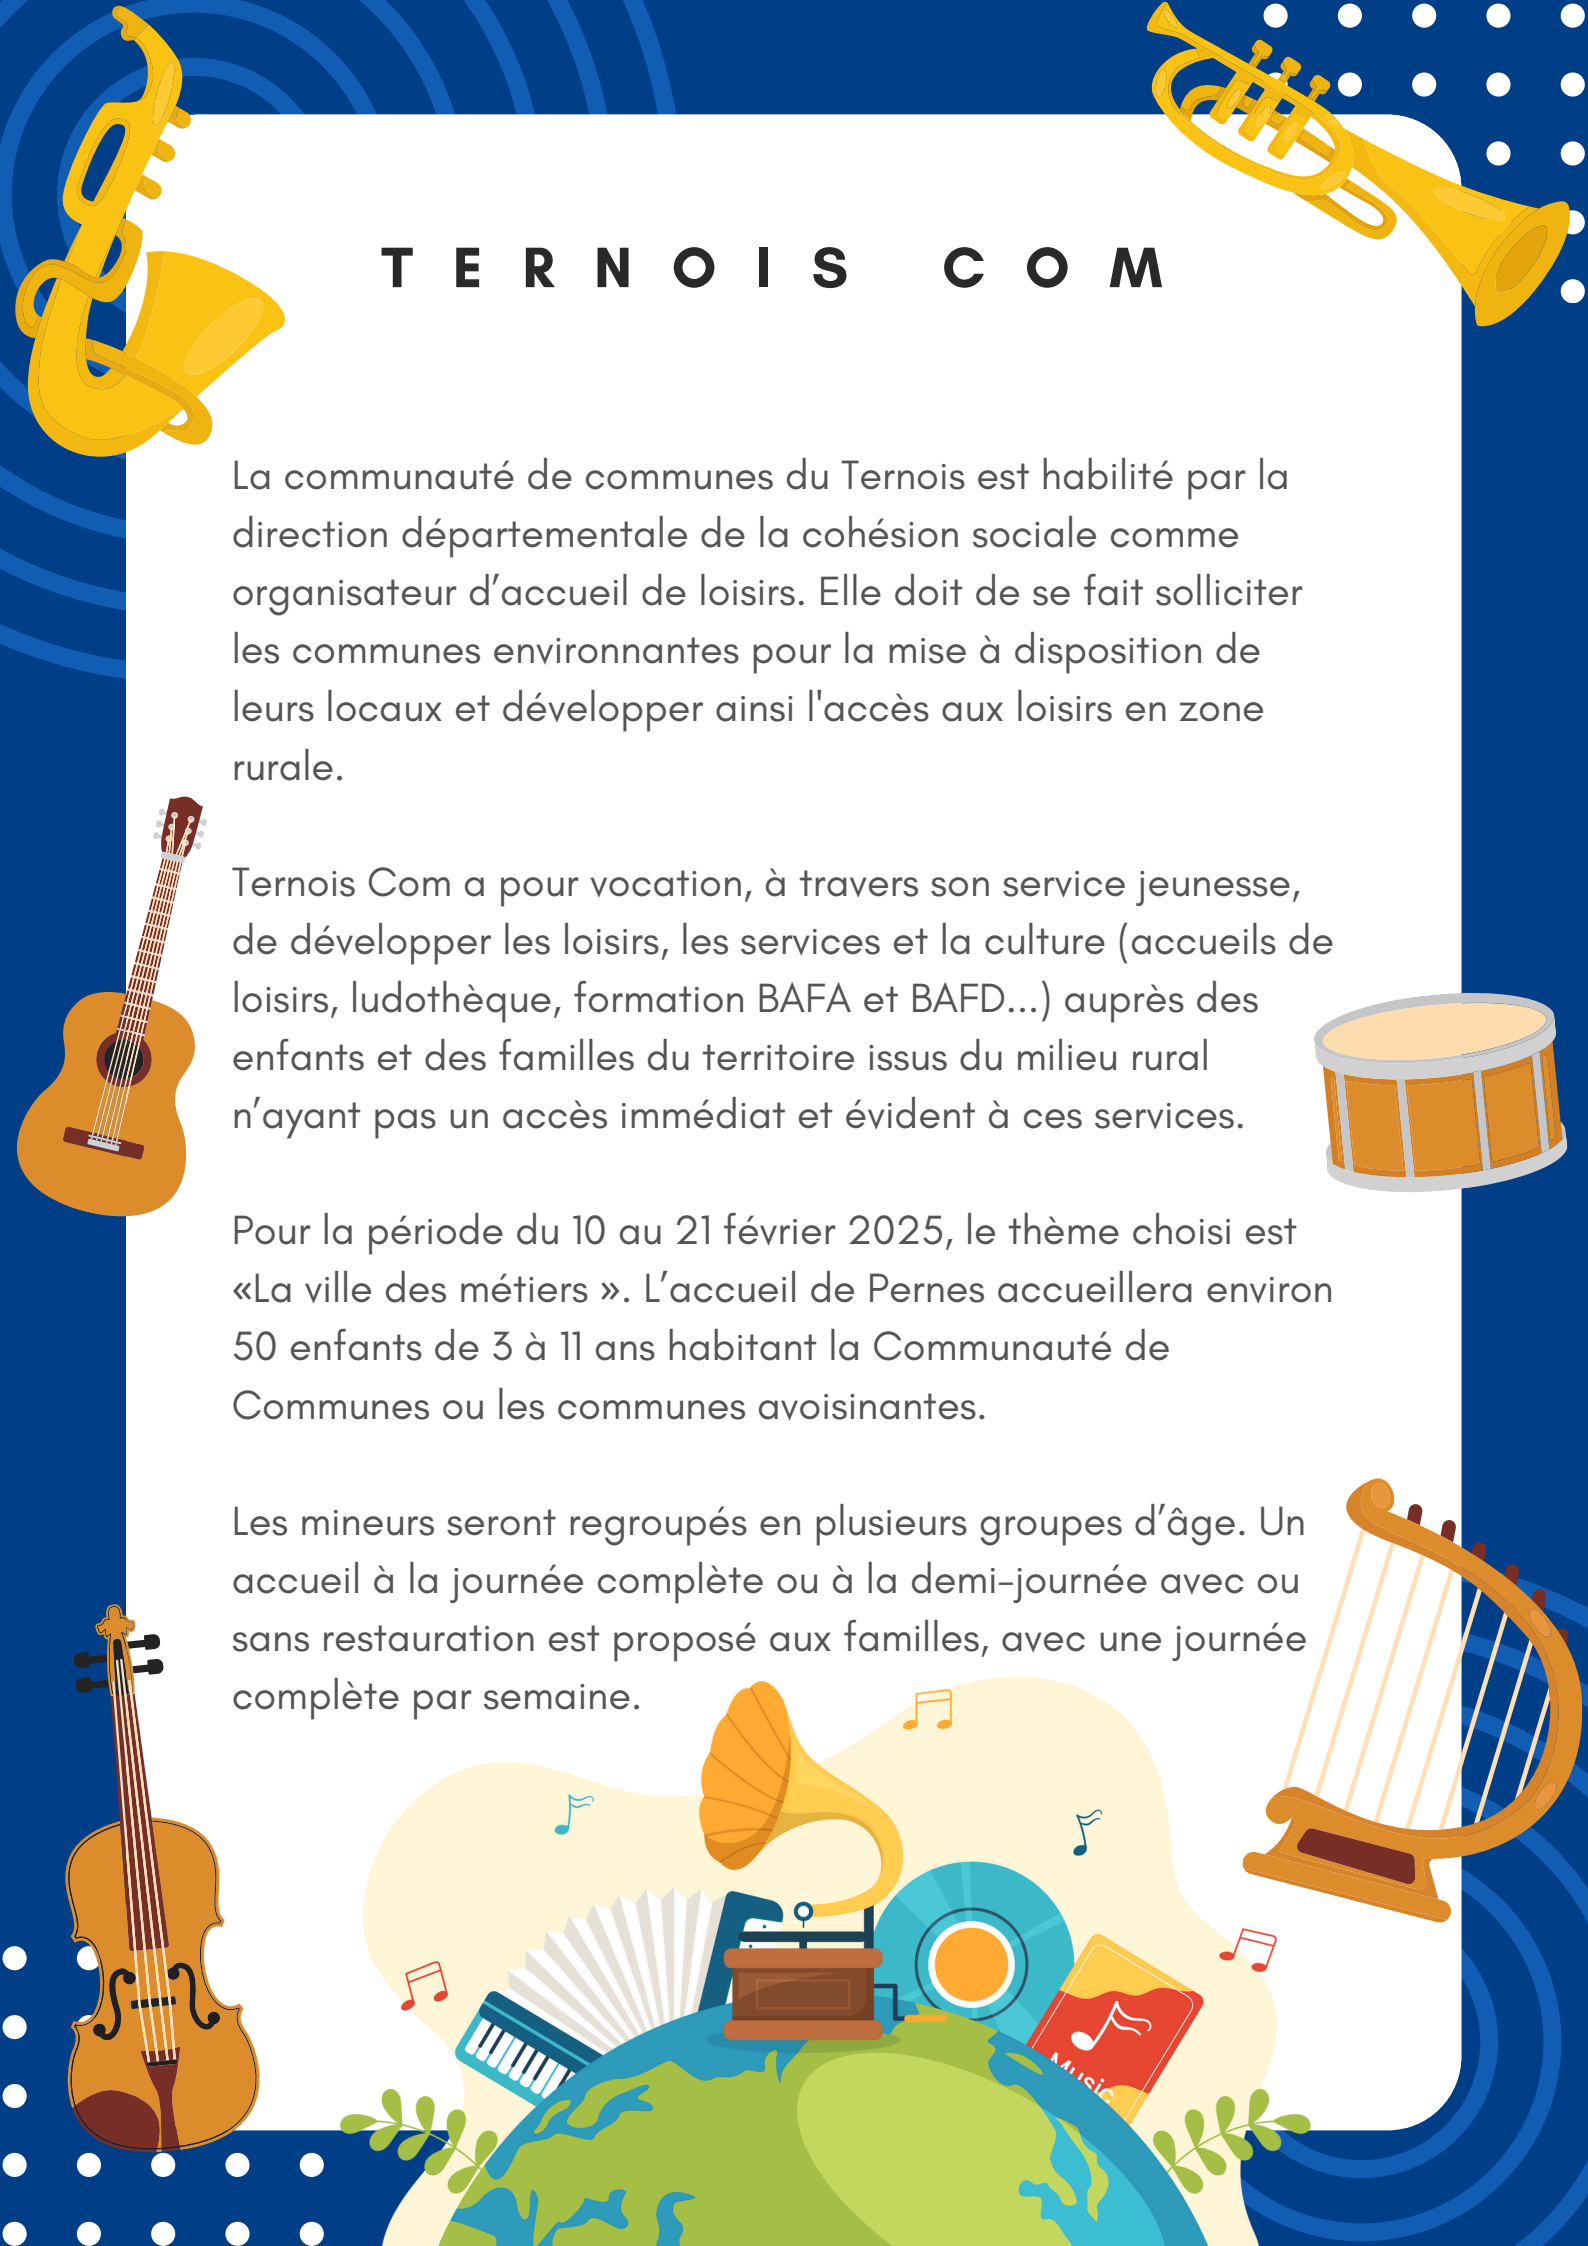 TERNOIS COM
La communauté de communes du Ternois est habilité par la
direction départementale de la cohésion sociale comme
organisateur d’accueil de loisirs. Elle doit de se fait solliciter
les communes environnantes pour la mise à disposition de
leurs locaux et développer ainsi l'accès aux loisirs en zone
rurale.
Ternois Com a pour vocation, à travers son service jeunesse,
de développer les loisirs, les services et la culture (accueils de
loisirs, ludothèque, formation BAFA et BAFD...) auprès des
enfants et des familles du territoire issus du milieu rural
n’ayant pas un accès immédiat et évident à ces services.
Pour la période du 10 au 21 février 2025, le thème choisi est
«La ville des métiers ». L’accueil de Pernes accueillera environ
50 enfants de 3 à 11 ans habitant la Communauté de
Communes ou les communes avoisinantes.
Les mineurs seront regroupés en plusieurs groupes d’âge. Un
accueil à la journée complète ou à la demi-journée avec ou
sans restauration est proposé aux familles, avec une journée
complète par semaine.
Music